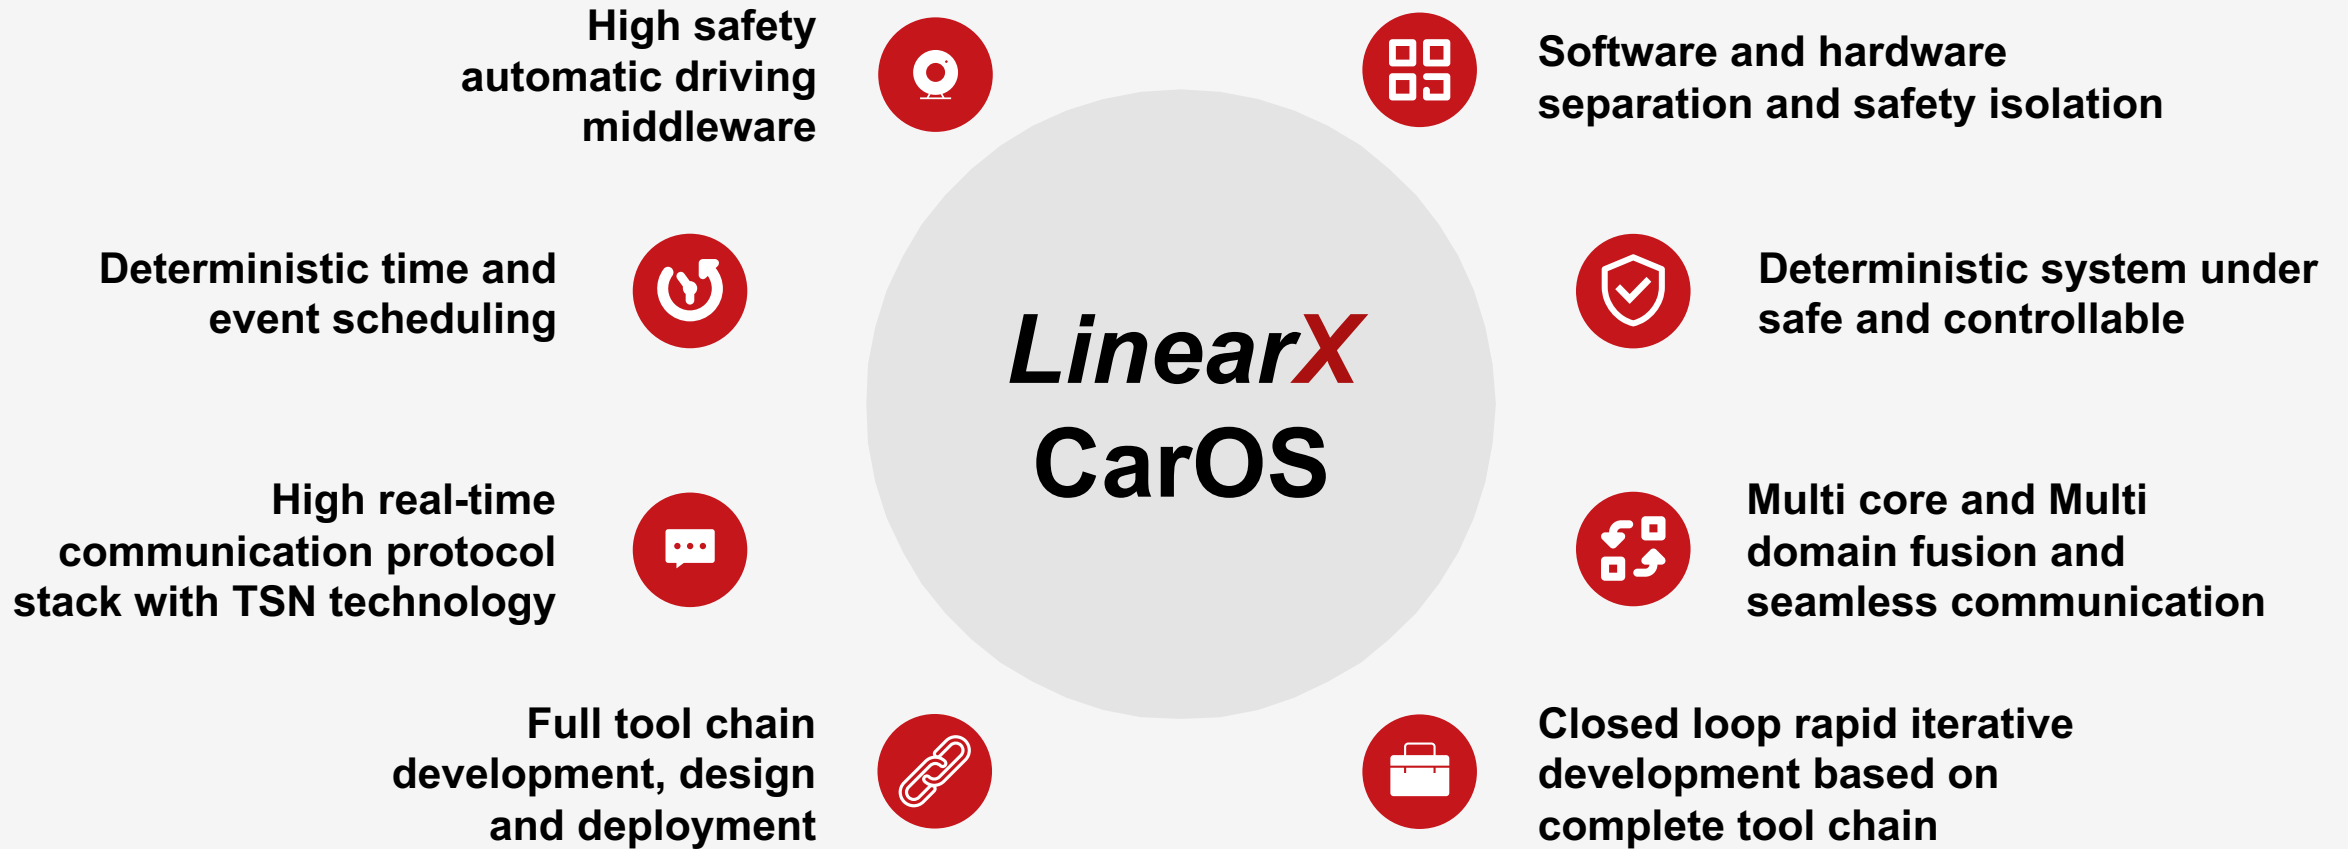 High safety
automatic driving
middleware
Software and hardware
separation and safety isolation
Deterministic time and
event scheduling
Deterministic system under
safe and controllable
LinearX
CarOS
High real-time
communication protocol
stack with TSN technology
Multi core and Multi
domain fusion and
seamless communication
Full tool chain
development, design
and deployment
Closed loop rapid iterative
development based on
complete tool chain